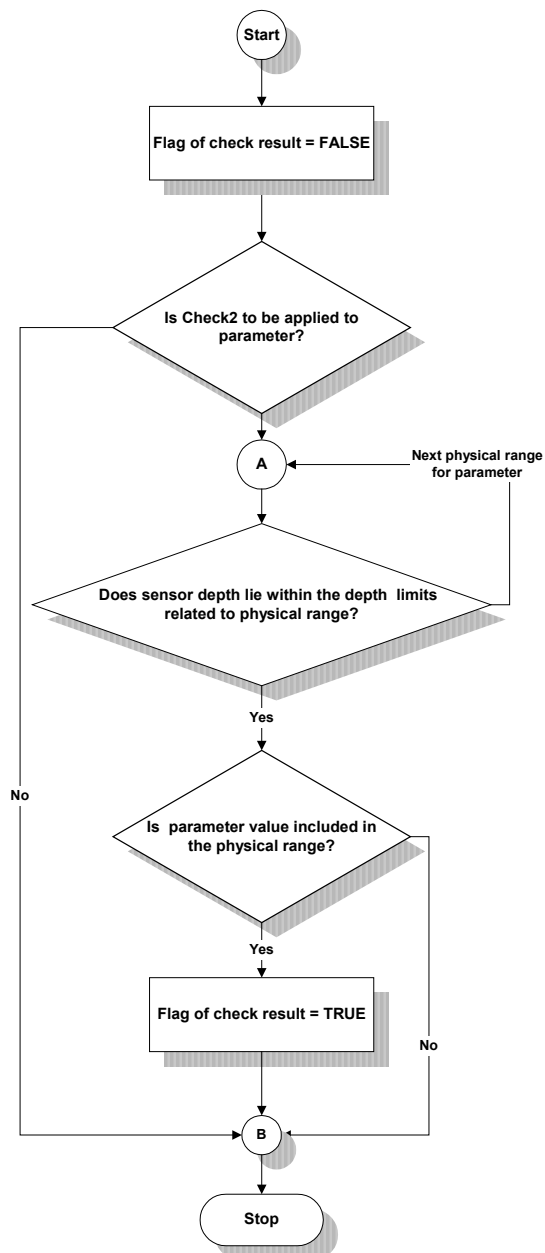 Start
Flag of check result = FALSE
Is Check2 to be applied to
parameter?
A
Next physical range
for parameter
Does sensor depth lie within the depth limits
related to physical range?
Yes
No
Is parameter value included in
the physical range?
Yes
Flag of check result = TRUE
No
B
Stop